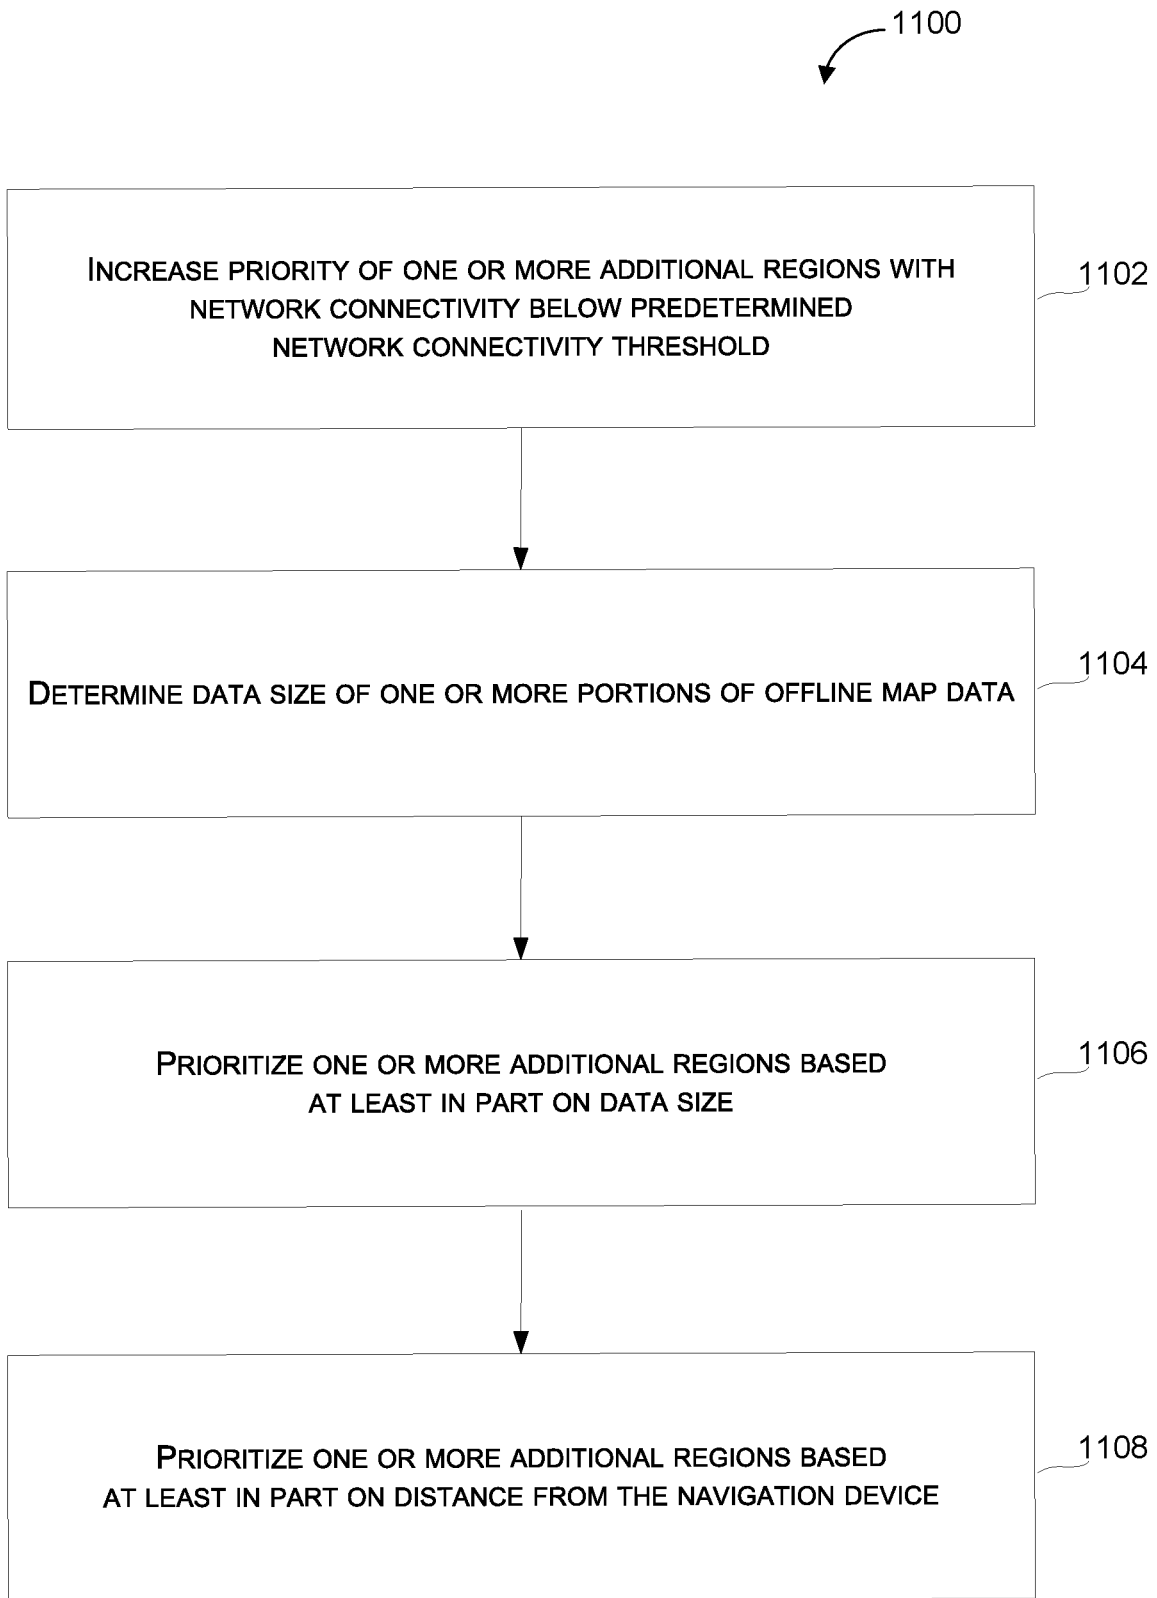 1100
INCREASE PRIORITY OF ONE OR MORE ADDITIONAL REGIONS WITH
NETWORK CONNECTIVITY BELOW PREDETERMINED
NETWORK CONNECTIVITY THRESHOLD
1102
DETERMINE DATA SIZE OF ONE OR MORE PORTIONS OF OFFLINE MAP DATA
1104
PRIORITIZE ONE OR MORE ADDITIONAL REGIONS BASED
AT LEAST IN PART ON DATA SIZE
1106
PRIORITIZE ONE OR MORE ADDITIONAL REGIONS BASED
AT LEAST IN PART ON DISTANCE FROM THE NAVIGATION DEVICE
1108